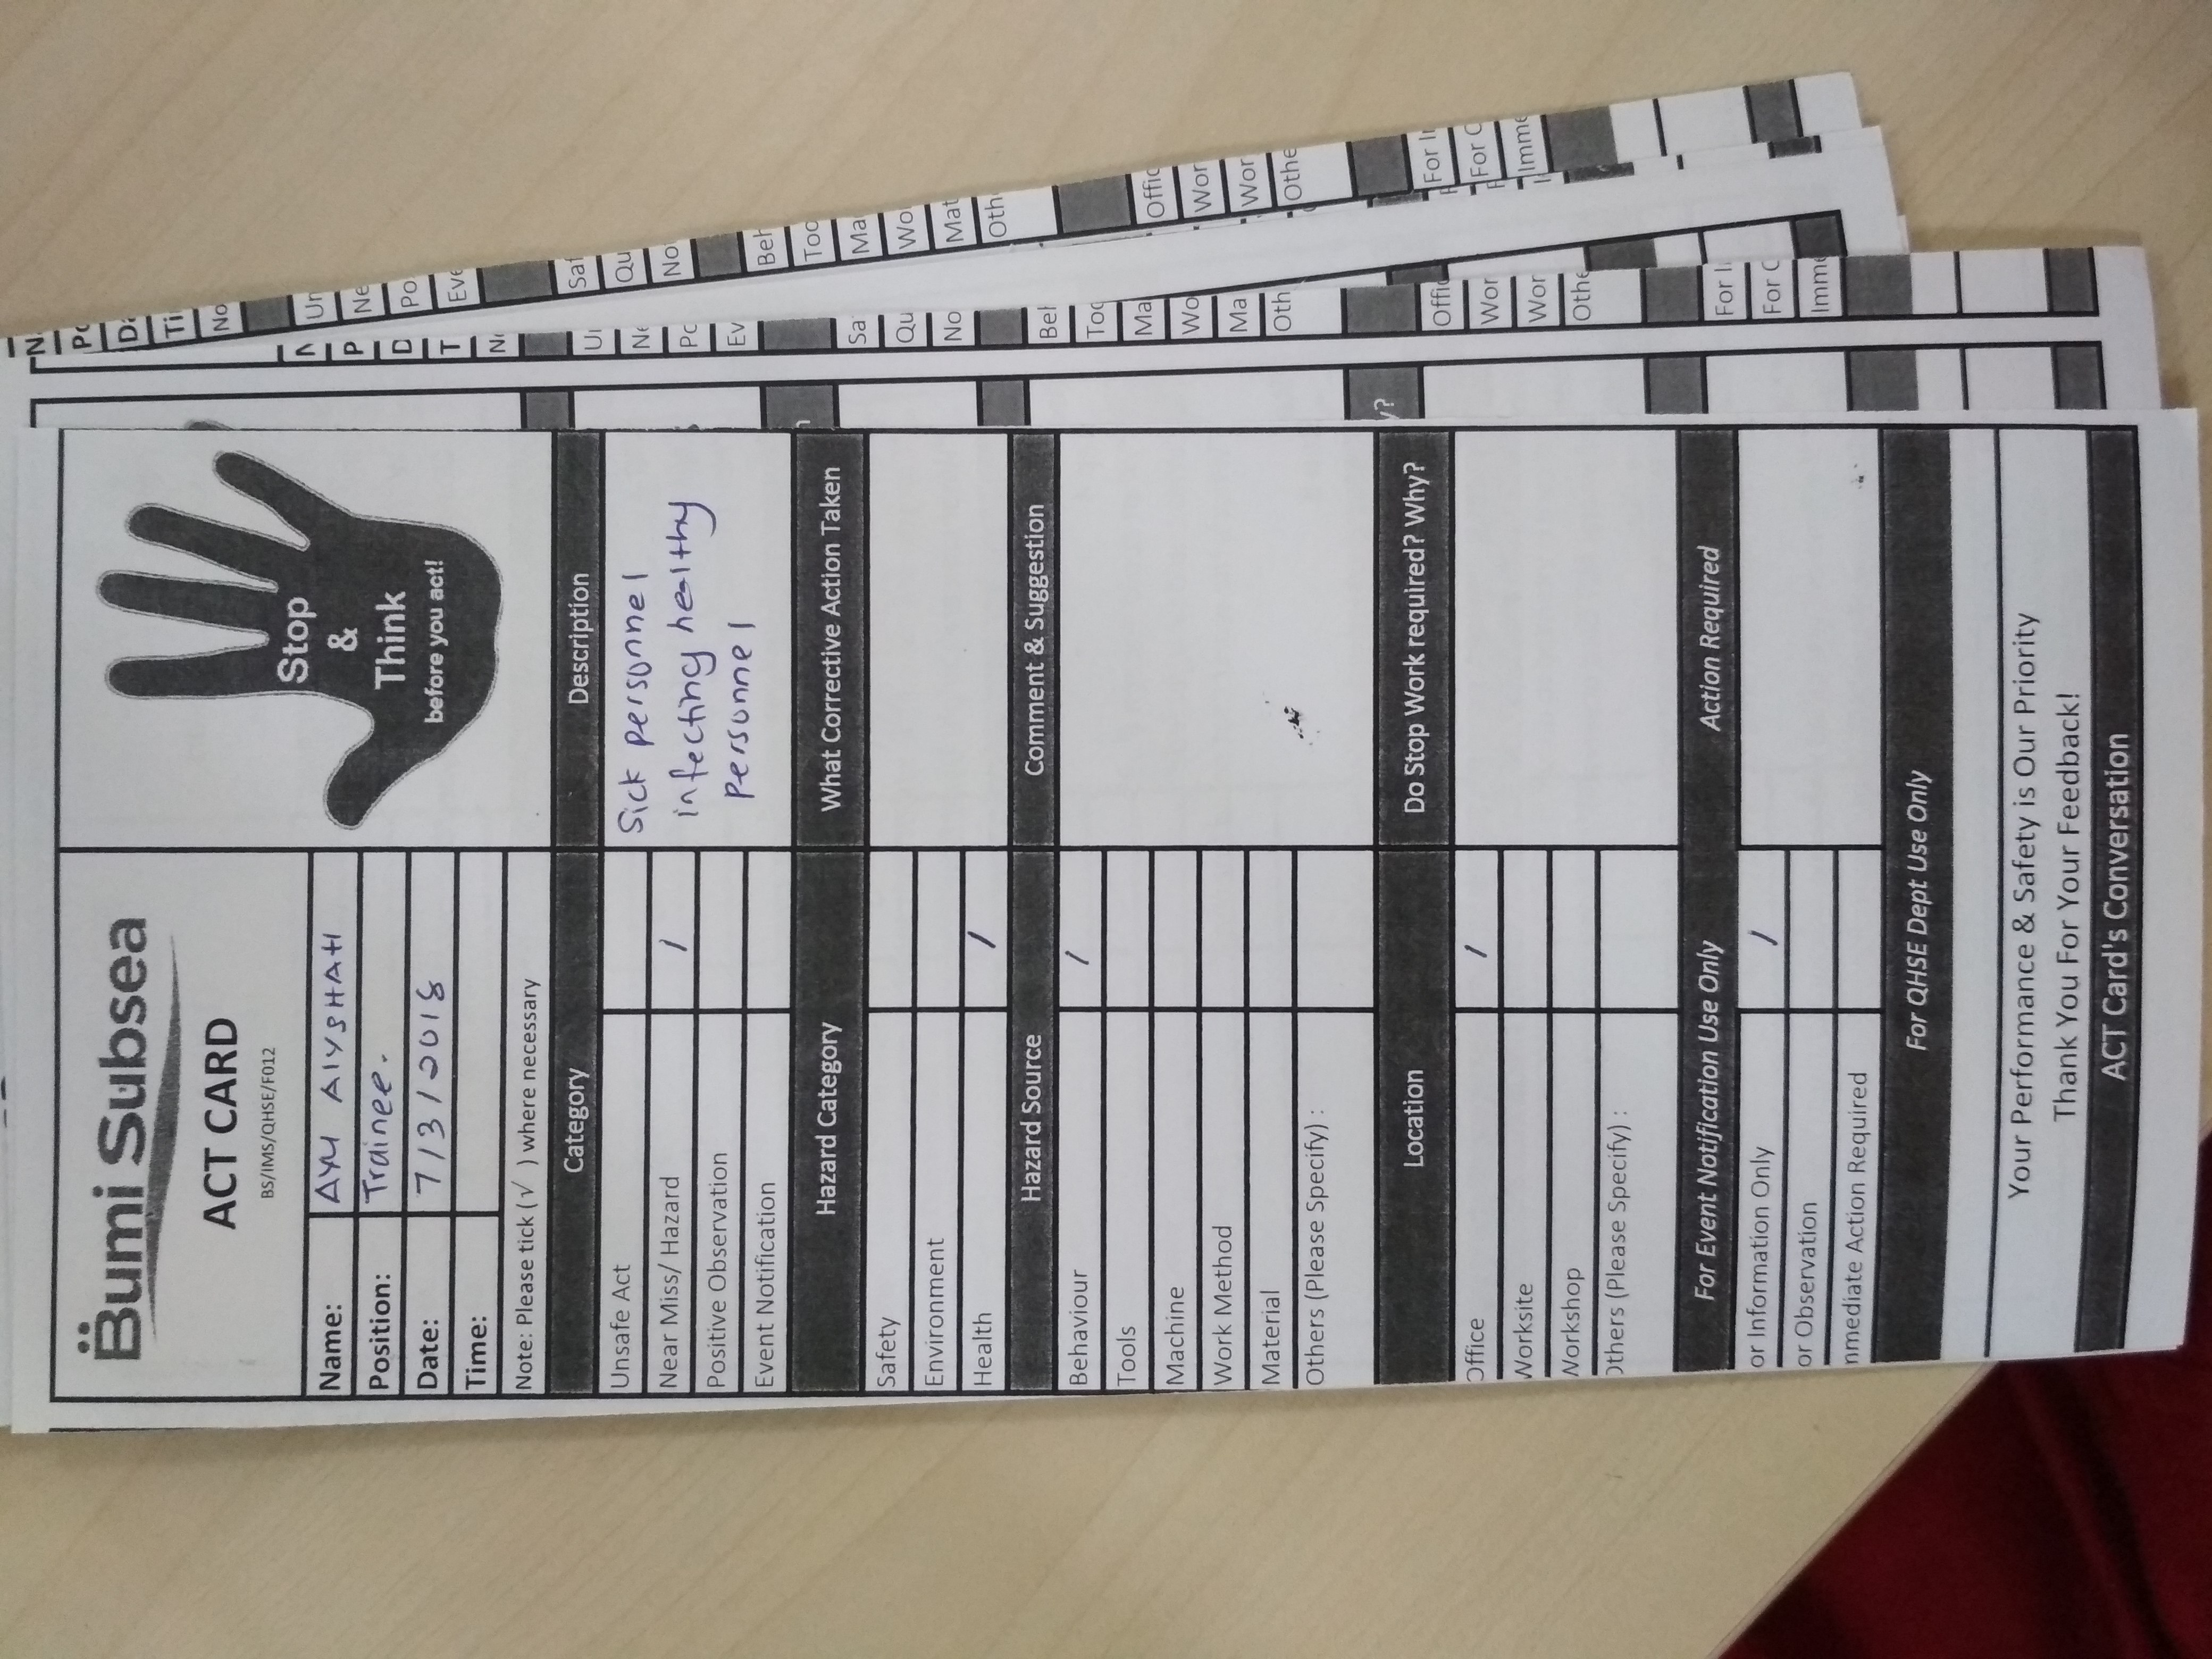 Bumi Subsea
ACT CARD
BS/IMS/QHSE/F012
Stop
&
Think
before you act!
Name: AYU AIYSHAH
Position: Trainee.
Date: 7/3/2018
Time:
Note: Please tick ( √ ) where necessary
Category Description
Unsafe Act
Near Miss/ Hazard /
Positive Observation
Event Notification
Sick personnel
infecting healthy
personnel
Hazard Category What Corrective Action Taken
Safety
Environment
Health /
Hazard Source Comment & Suggestion
Behaviour /
Tools
Machine
Work Method
Material
Others (Please Specify) :
Location Do Stop Work required? Why?
Office /
Worksite
Workshop
Others (Please Specify) :
For Event Notification Use Only Action Required
or Information Only /
or Observation
mmediate Action Required
For QHSE Dept Use Only
Your Performance & Safety is Our Priority
Thank You For Your Feedback!
ACT Card's Conversation